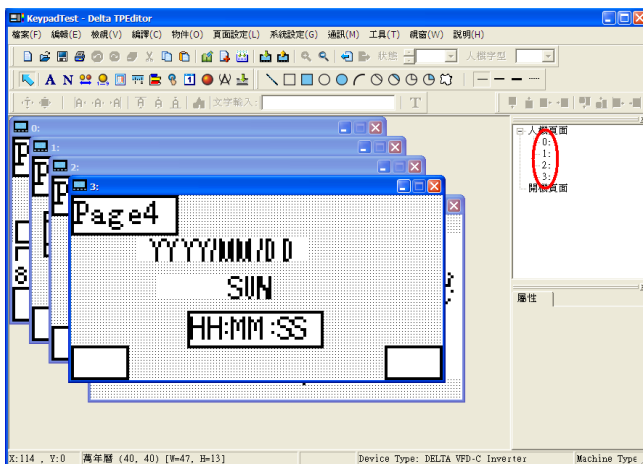 KeypadTest - Delta TPEditor
檔案(F) 編輯(E) 檢視(V) 編譯(C) 物件(O) 頁面設定(L) 系統設定(G) 通訊(M) 工具(T) 視窗(W) 說明(H)
狀態 人機字型
A N
文字輸入: T
0:
1:
2:
3:
Page4
YYYY/MM/DD
SUN
HH:MM:SS
人機頁面
0:
1:
2:
3:
開機頁面
屬性
X:114 , Y:0 萬年曆 (40, 40) [W=47, H=13] Device Type: DELTA VFD-C Inverter Machine Type